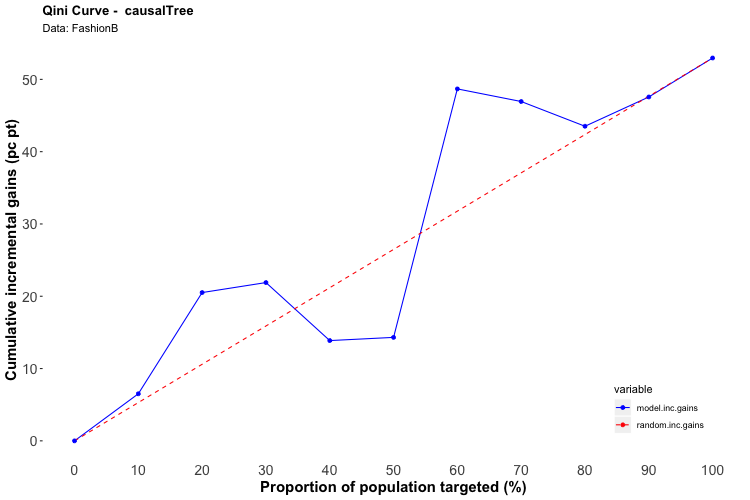 Qini Curve -  causalTree
Data: FashionB
Cumulative incremental gains (pc pt)
50
40
30
20
10
0
variable
model.inc.gains
random.inc.gains
0 10 20 30 40 50 60 70 80 90 100
Proportion of population targeted (%)